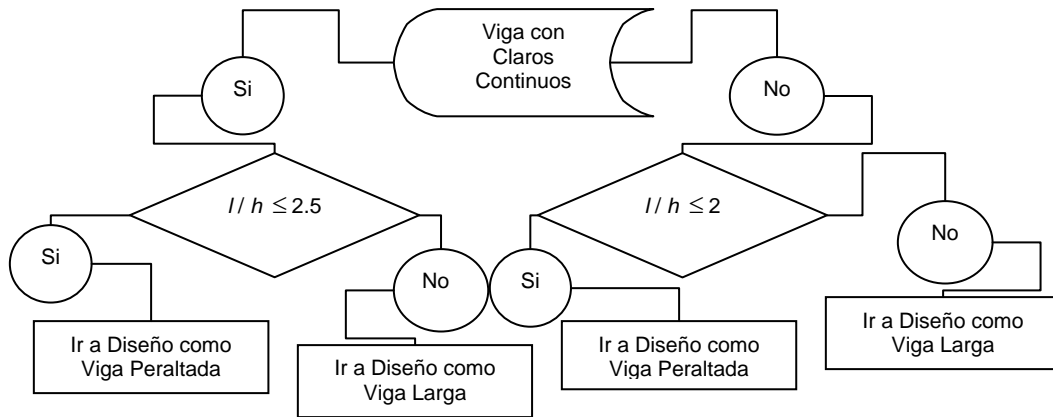 Viga con
Claros
Continuos
Si
No
l / h ≤ 2.5
l / h ≤ 2
Si
No
Si
No
Ir a Diseño como
Viga Peraltada
Ir a Diseño como
Viga Larga
Ir a Diseño como
Viga Peraltada
Ir a Diseño como
Viga Larga